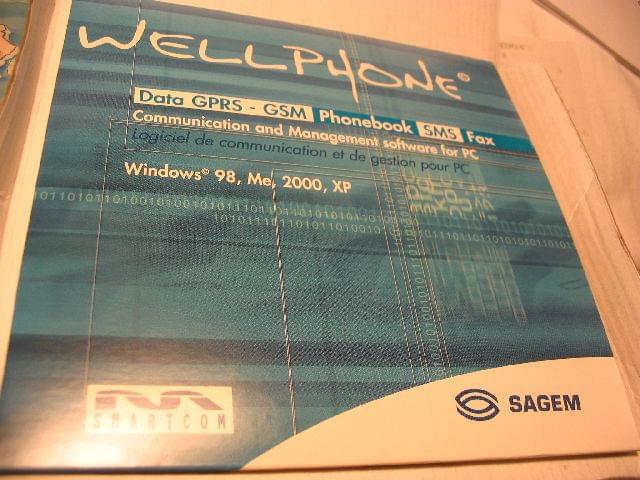 WELLPHONE®
Data GPRS - GSM Phonebook SMS Fax
Communication and Management software for PC
Logiciel de communication et de gestion pour PC
Windows® 98, Me, 2000, XP
SMARTCOM
SAGEM